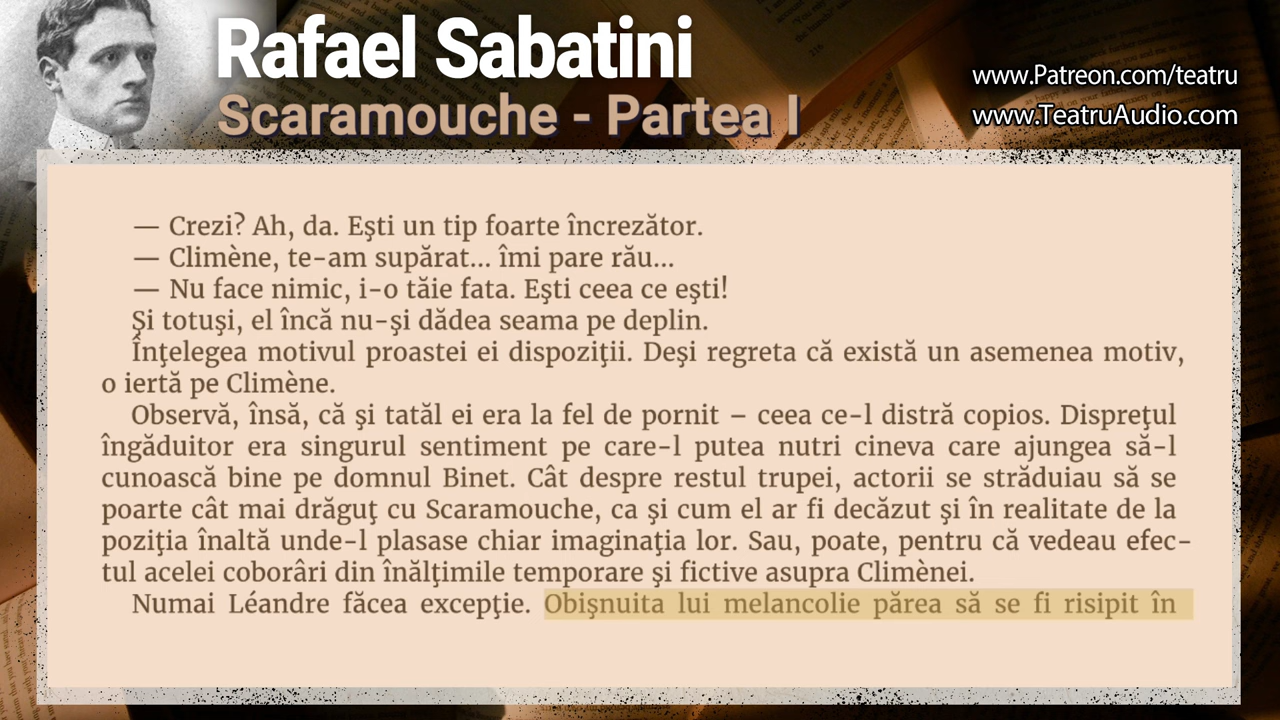 Rafael Sabatini
Scaramouche - Partea I
www.Patreon.com/teatru
www.TeatruAudio.com
— Crezi? Ah, da. Eşti un tip foarte încrezător.
— Climène, te-am supărat... îmi pare rău...
— Nu face nimic, i-o tăie fata. Eşti ceea ce eşti!
Şi totuşi, el încă nu-şi dădea seama pe deplin.
Înţelegea motivul proastei ei dispoziţii. Deşi regreta că există un asemenea motiv,
o iertă pe Climène.
Observă, însă, că şi tatăl ei era la fel de pornit – ceea ce-l distră copios. Dispreţul
îngăduitor era singurul sentiment pe care-l putea nutri cineva care ajungea să-l
cunoască bine pe domnul Binet. Cât despre restul trupei, actorii se străduiau să se
poarte cât mai drăguţ cu Scaramouche, ca şi cum el ar fi decăzut şi în realitate de la
poziţia înaltă unde-l plasase chiar imaginaţia lor. Sau, poate, pentru că vedeau efec-
tul acelei coborâri din înălţimile temporare şi fictive asupra Climènei.
Numai Léandre făcea excepţie. Obişnuita lui melancolie părea să se fi risipit în